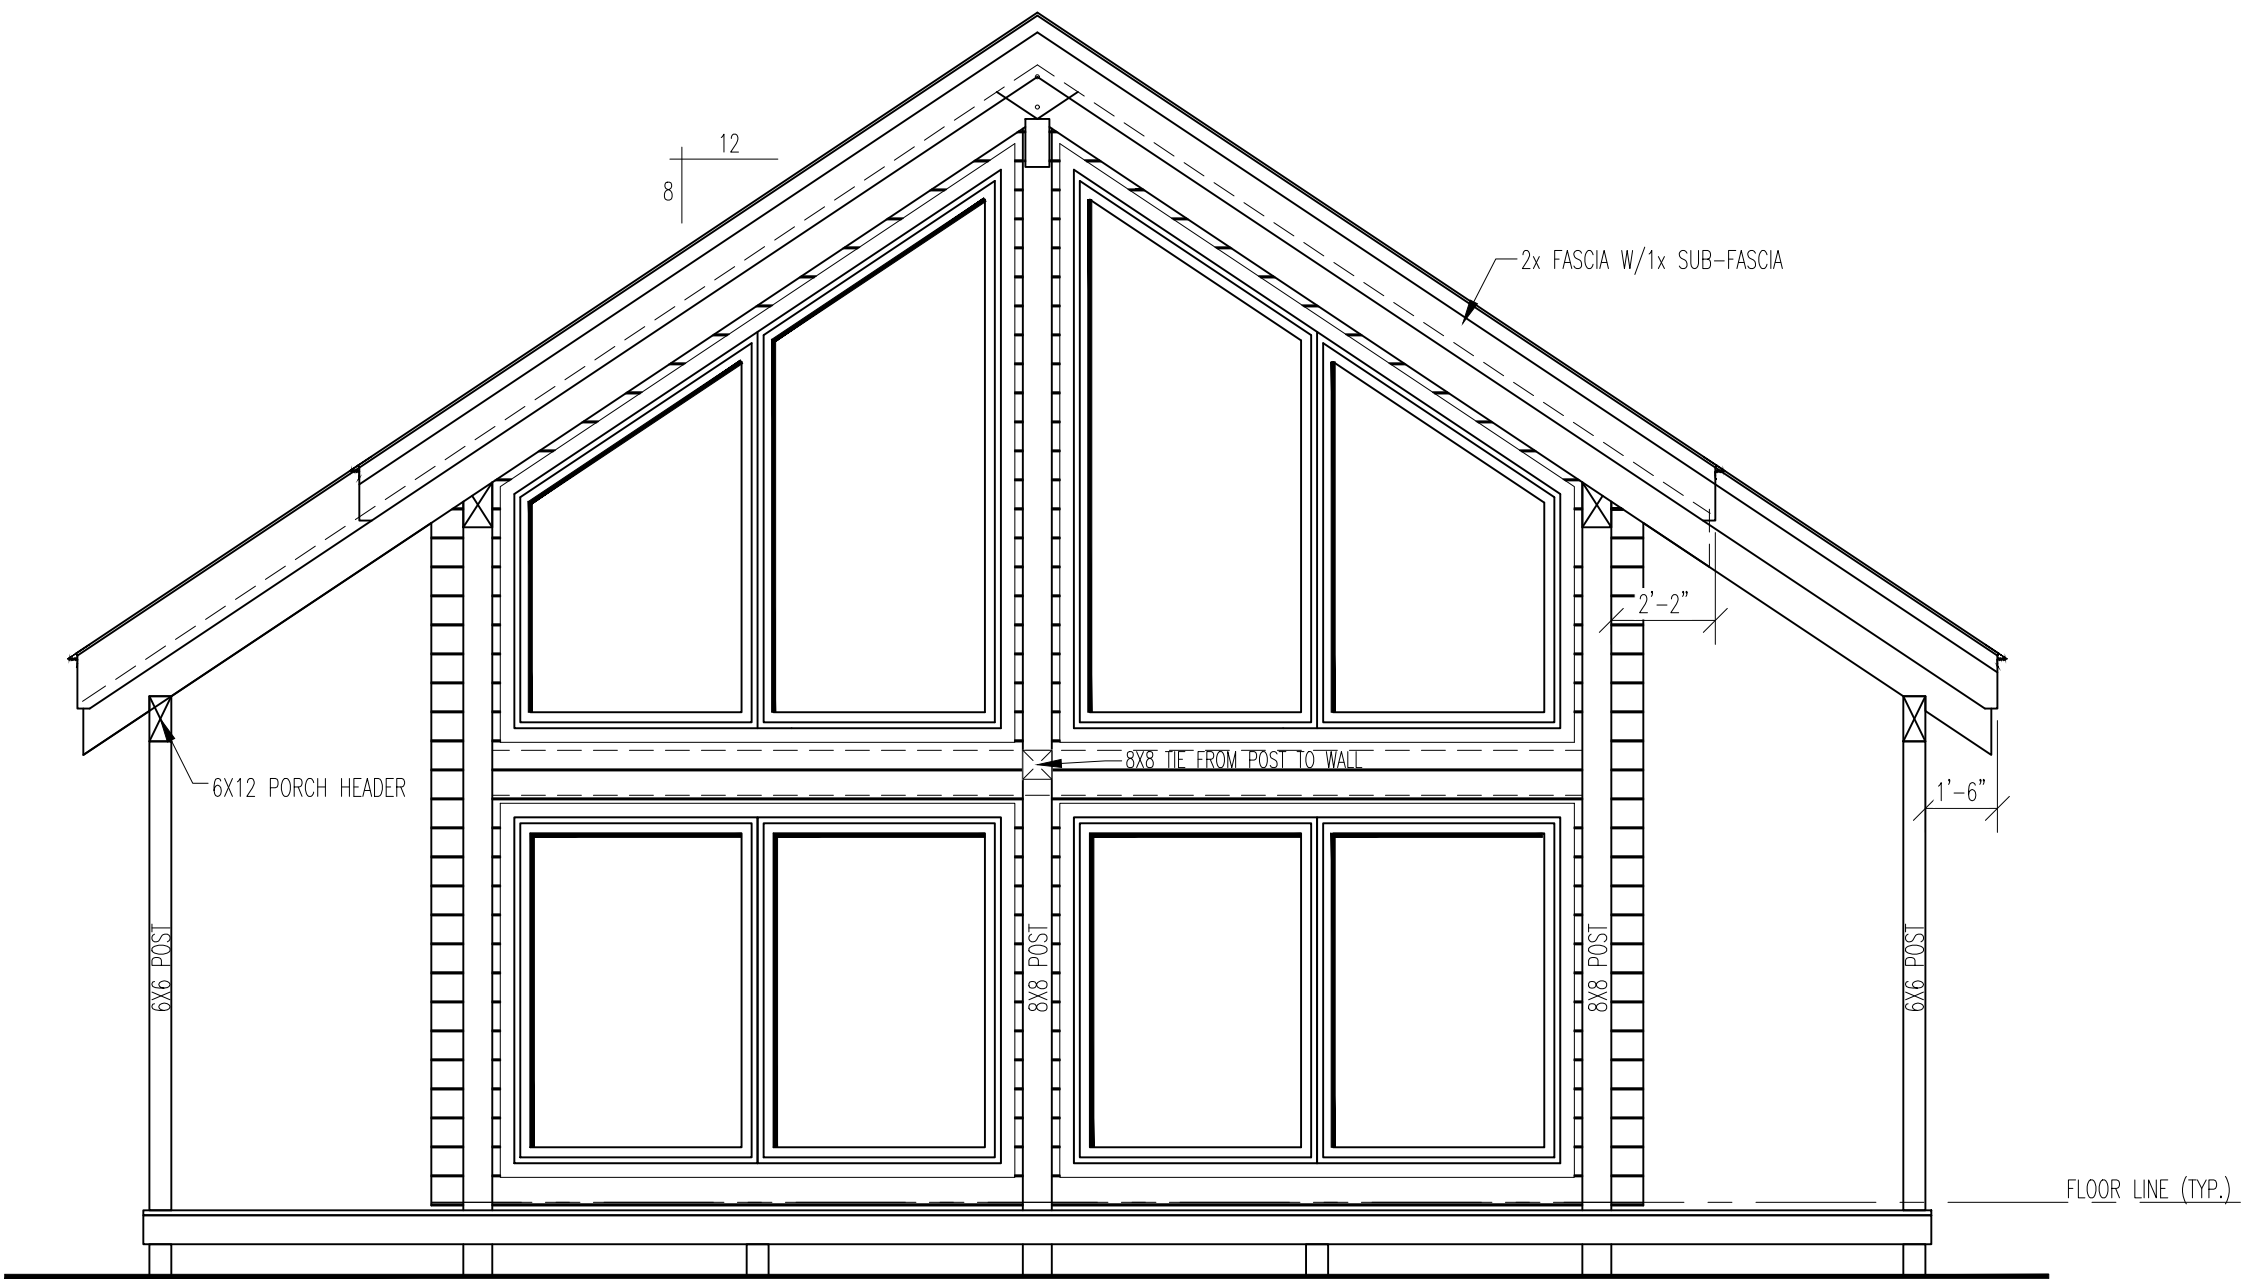 12
8
2x FASCIA W/1x SUB-FASCIA
2'-2"
8X8 TIE FROM POST TO WALL
6X12 PORCH HEADER
1'-6"
6X6 POST
8X8 POST
8X8 POST
6X6 POST
FLOOR LINE (TYP.)